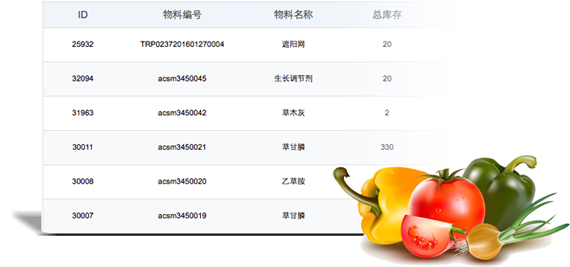 ID 物料编号 物料名称 总库存
25932 TRP0237201601270004 遮阳网 20
32094 acsm3450045 生长调节剂 20
31963 acsm3450042 草木灰 2
30011 acsm3450021 草甘膦 330
30008 acsm3450020 乙草胺
30007 acsm3450019 草甘膦